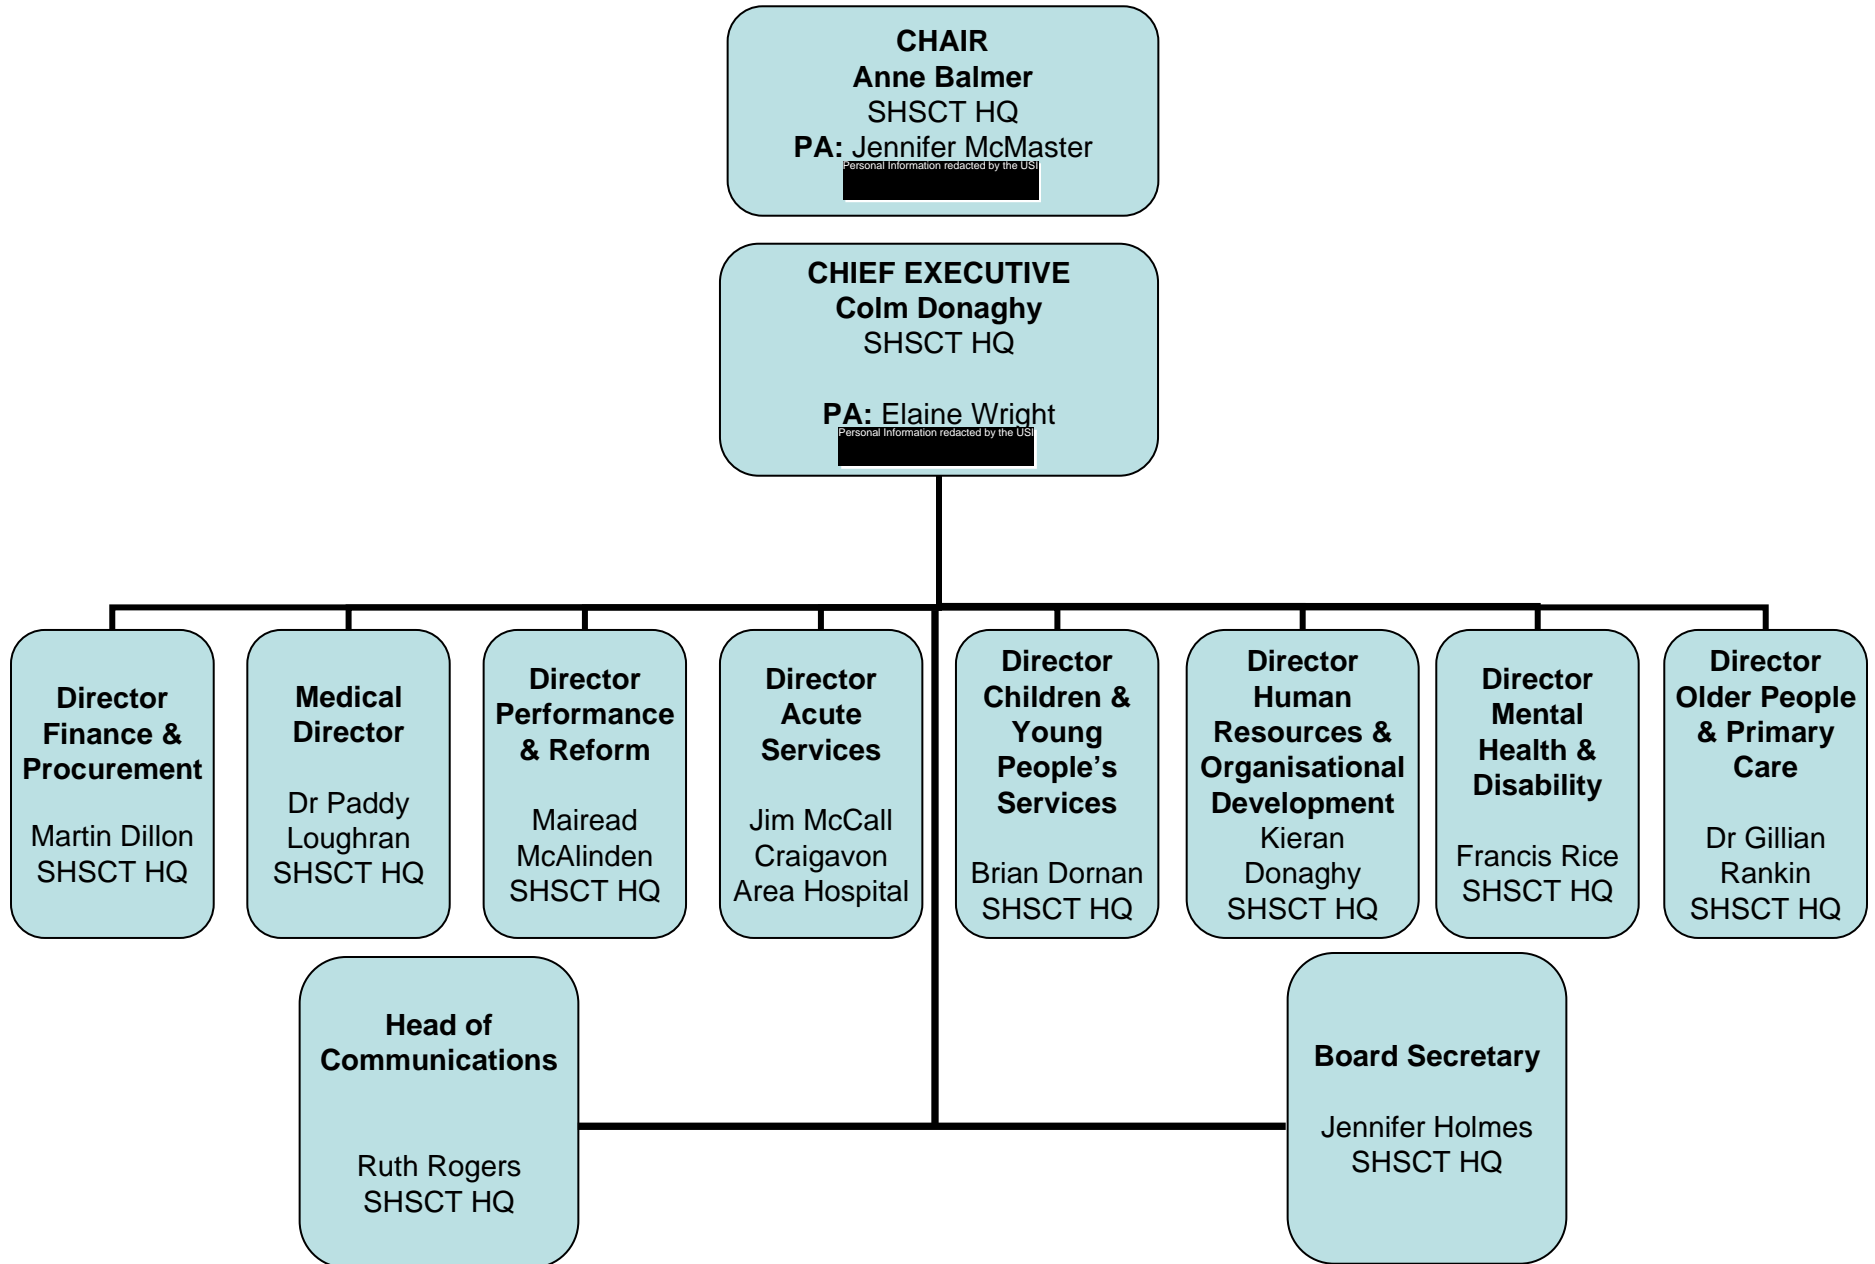 CHAIR
Anne Balmer
SHSCT HQ
PA: Jennifer McMaster
Personal Information redacted by the USI
CHIEF EXECUTIVE
Colm Donaghy
SHSCT HQ
PA: Elaine Wright
Personal Information redacted by the USI
Director
Finance &
Procurement
Martin Dillon
SHSCT HQ
Medical
Director
Dr Paddy
Loughran
SHSCT HQ
Director
Performance
& Reform
Mairead
McAlinden
SHSCT HQ
Director
Acute
Services
Jim McCall
Craigavon
Area Hospital
Director
Children &
Young
People’s
Services
Brian Dornan
SHSCT HQ
Director
Human
Resources &
Organisational
Development
Kieran
Donaghy
SHSCT HQ
Director
Mental
Health &
Disability
Francis Rice
SHSCT HQ
Director
Older People
& Primary
Care
Dr Gillian
Rankin
SHSCT HQ
Head of
Communications
Ruth Rogers
SHSCT HQ
Board Secretary
Jennifer Holmes
SHSCT HQ